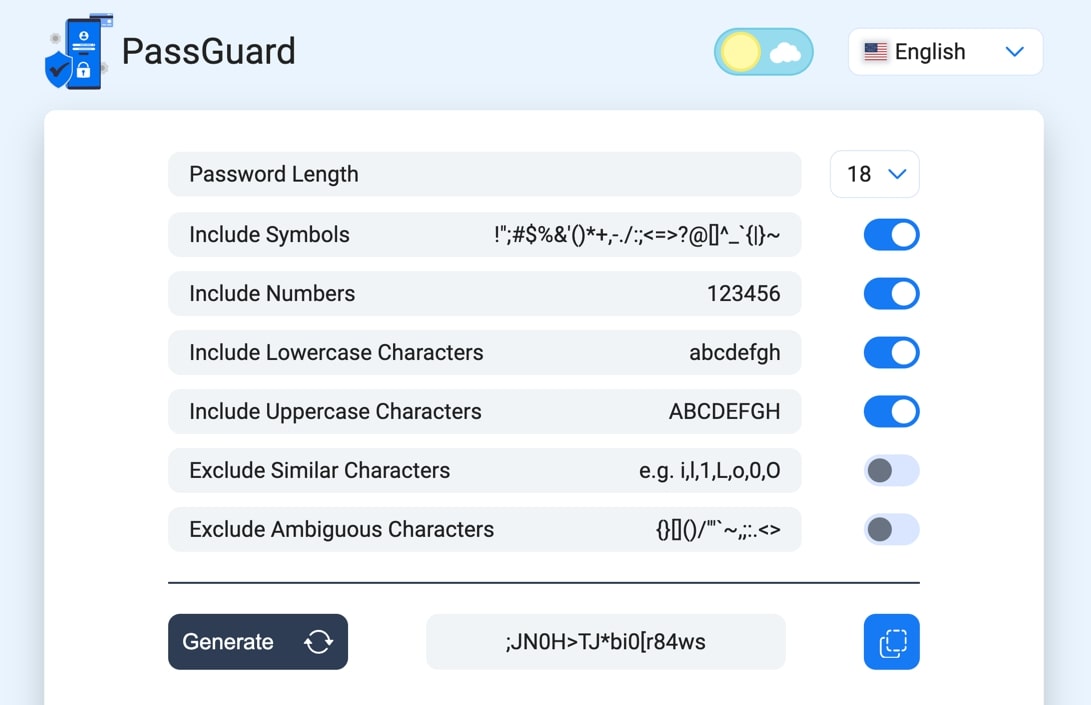 PassGuard
English
Password Length 18
Include Symbols !";#$%&'()*+,-./:;<=>?@[]^_`{|}~
Include Numbers 123456
Include Lowercase Characters abcdefgh
Include Uppercase Characters ABCDEFGH
Exclude Similar Characters e.g. i,l,1,L,o,0,O
Exclude Ambiguous Characters {}[]()/'"`~,;:.<>
Generate ;JN0H>TJ*bi0[r84ws